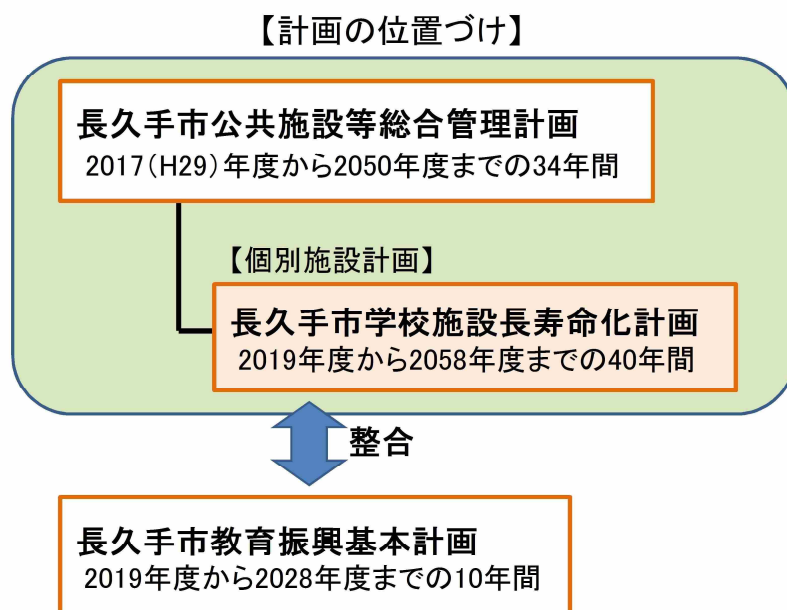 【計画の位置づけ】
長久手市公共施設等総合管理計画
2017（H29）年度から2050年度までの34年間
【個別施設計画】
長久手市学校施設長寿命化計画
2019年度から2058年度までの40年間
整合
長久手市教育振興基本計画
2019年度から2028年度までの10年間